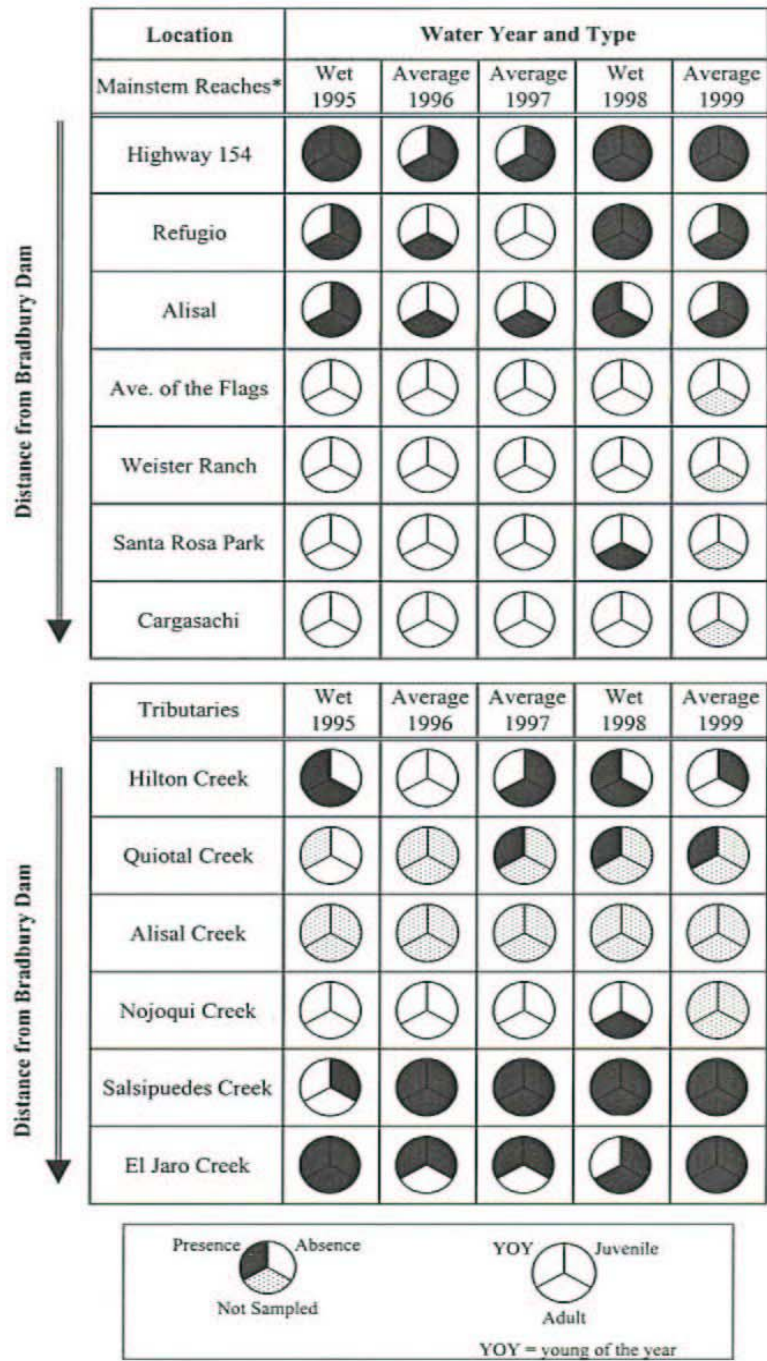 Location Water Year and Type
Mainstem Reaches* Wet 1995 Average 1996 Average 1997 Wet 1998 Average 1999
Distance from Bradbury Dam
Highway 154
Refugio
Alisal
Ave. of the Flags
Weister Ranch
Santa Rosa Park
Cargasachi
Tributaries Wet 1995 Average 1996 Average 1997 Wet 1998 Average 1999
Distance from Bradbury Dam
Hilton Creek
Quiotal Creek
Alisal Creek
Nojoqui Creek
Salsipuedes Creek
El Jaro Creek
Presence Absence
Not Sampled
YOY Juvenile
Adult
YOY = young of the year